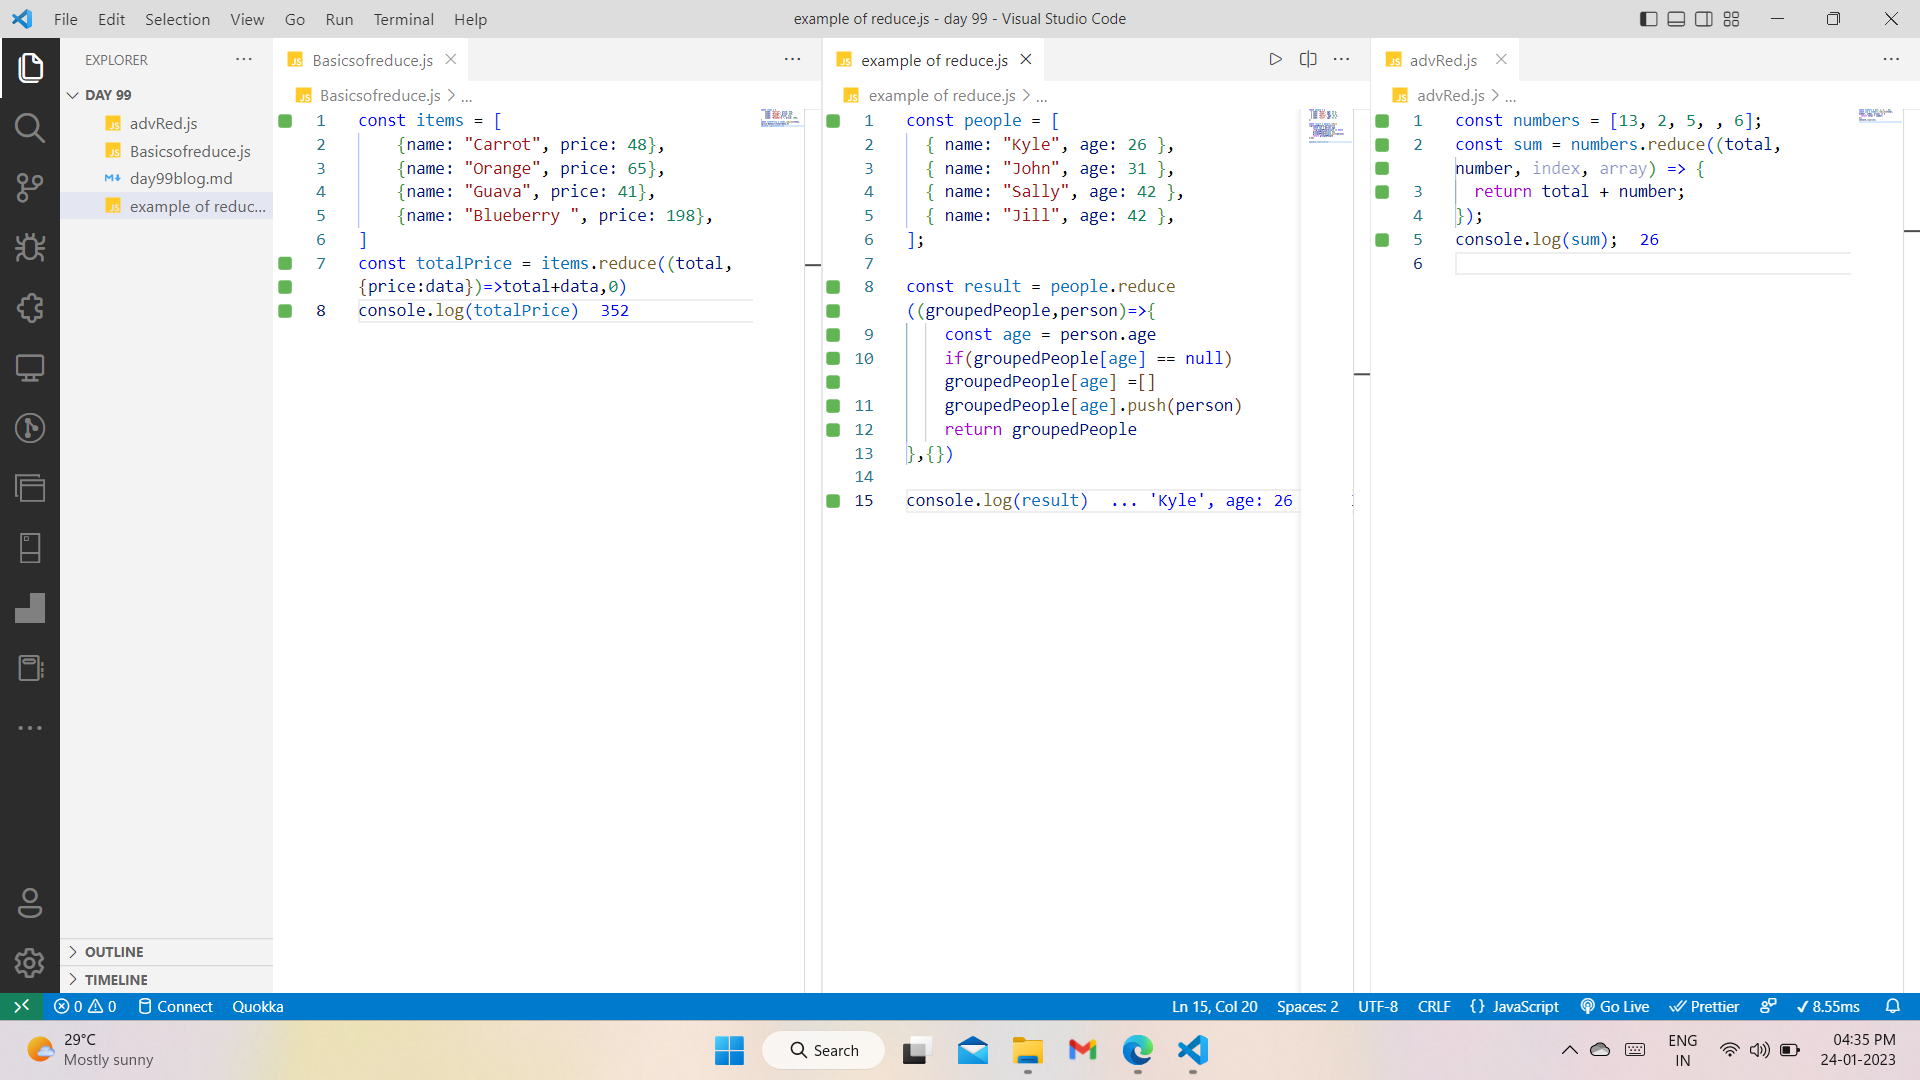 File Edit Selection View Go Run Terminal Help
example of reduce.js - day 99 - Visual Studio Code
EXPLORER
DAY 99
advRed.js
Basicsofreduce.js
day99blog.md
example of reduc...
OUTLINE
TIMELINE
Basicsofreduce.js
Basicsofreduce.js > ...
1 const items = [
2 {name: "Carrot", price: 48},
3 {name: "Orange", price: 65},
4 {name: "Guava", price: 41},
5 {name: "Blueberry ", price: 198},
6 ]
7 const totalPrice = items.reduce((total,
{price:data})=>total+data,0)
8 console.log(totalPrice) 352
example of reduce.js
example of reduce.js > ...
1 const people = [
2 { name: "Kyle", age: 26 },
3 { name: "John", age: 31 },
4 { name: "Sally", age: 42 },
5 { name: "Jill", age: 42 },
6 ];
7
8 const result = people.reduce
((groupedPeople,person)=>{
9 const age = person.age
10 if(groupedPeople[age] == null)
groupedPeople[age] =[]
11 groupedPeople[age].push(person)
12 return groupedPeople
13 },{})
14
15 console.log(result) ... 'Kyle', age: 26
advRed.js
advRed.js > ...
1 const numbers = [13, 2, 5, , 6];
2 const sum = numbers.reduce((total,
number, index, array) => {
3 return total + number;
4 });
5 console.log(sum); 26
6
0 0 Connect Quokka
Ln 15, Col 20 Spaces: 2 UTF-8 CRLF {} JavaScript Go Live Prettier 8.55ms
29°C
Mostly sunny
Search
ENG
IN
04:35 PM
24-01-2023